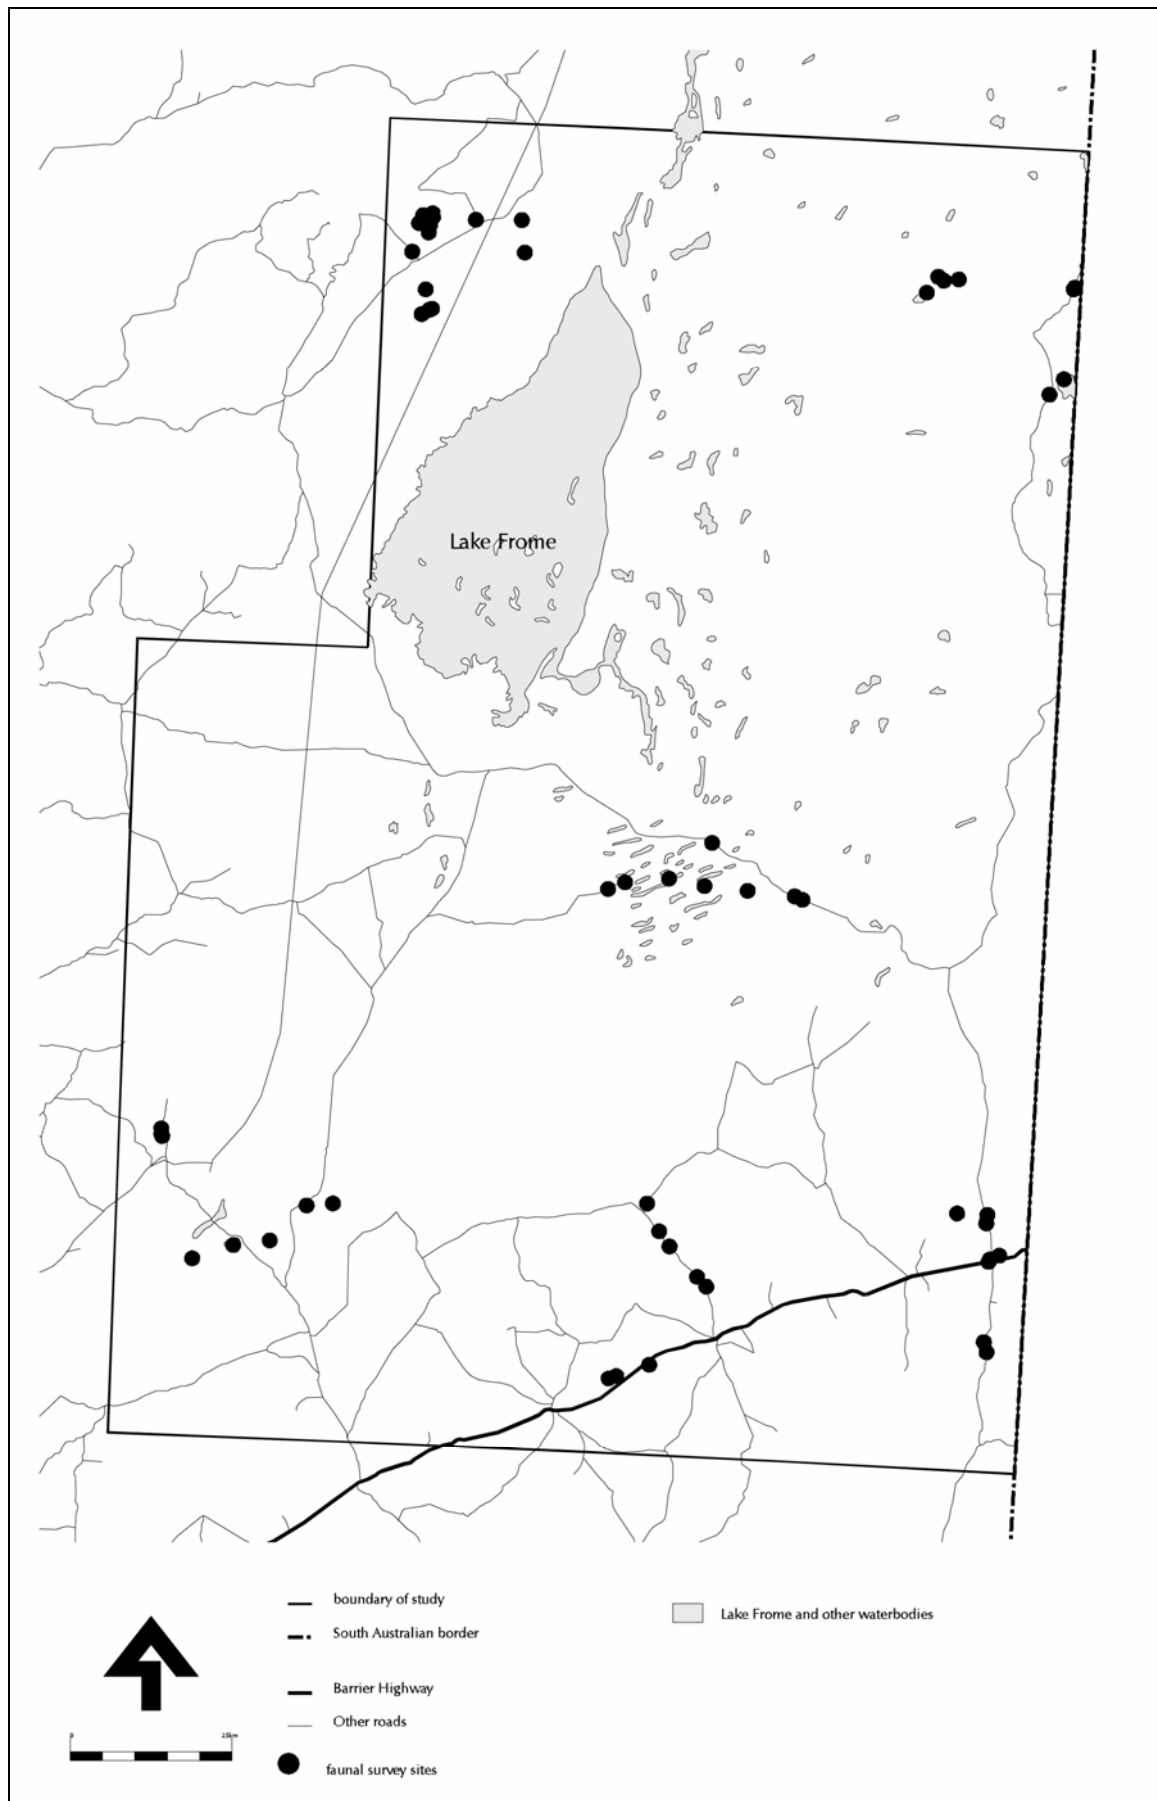 Lake Frome
boundary of study
South Australian border
Lake Frome and other waterbodies
Barrier Highway
Other roads
0
25km
faunal survey sites